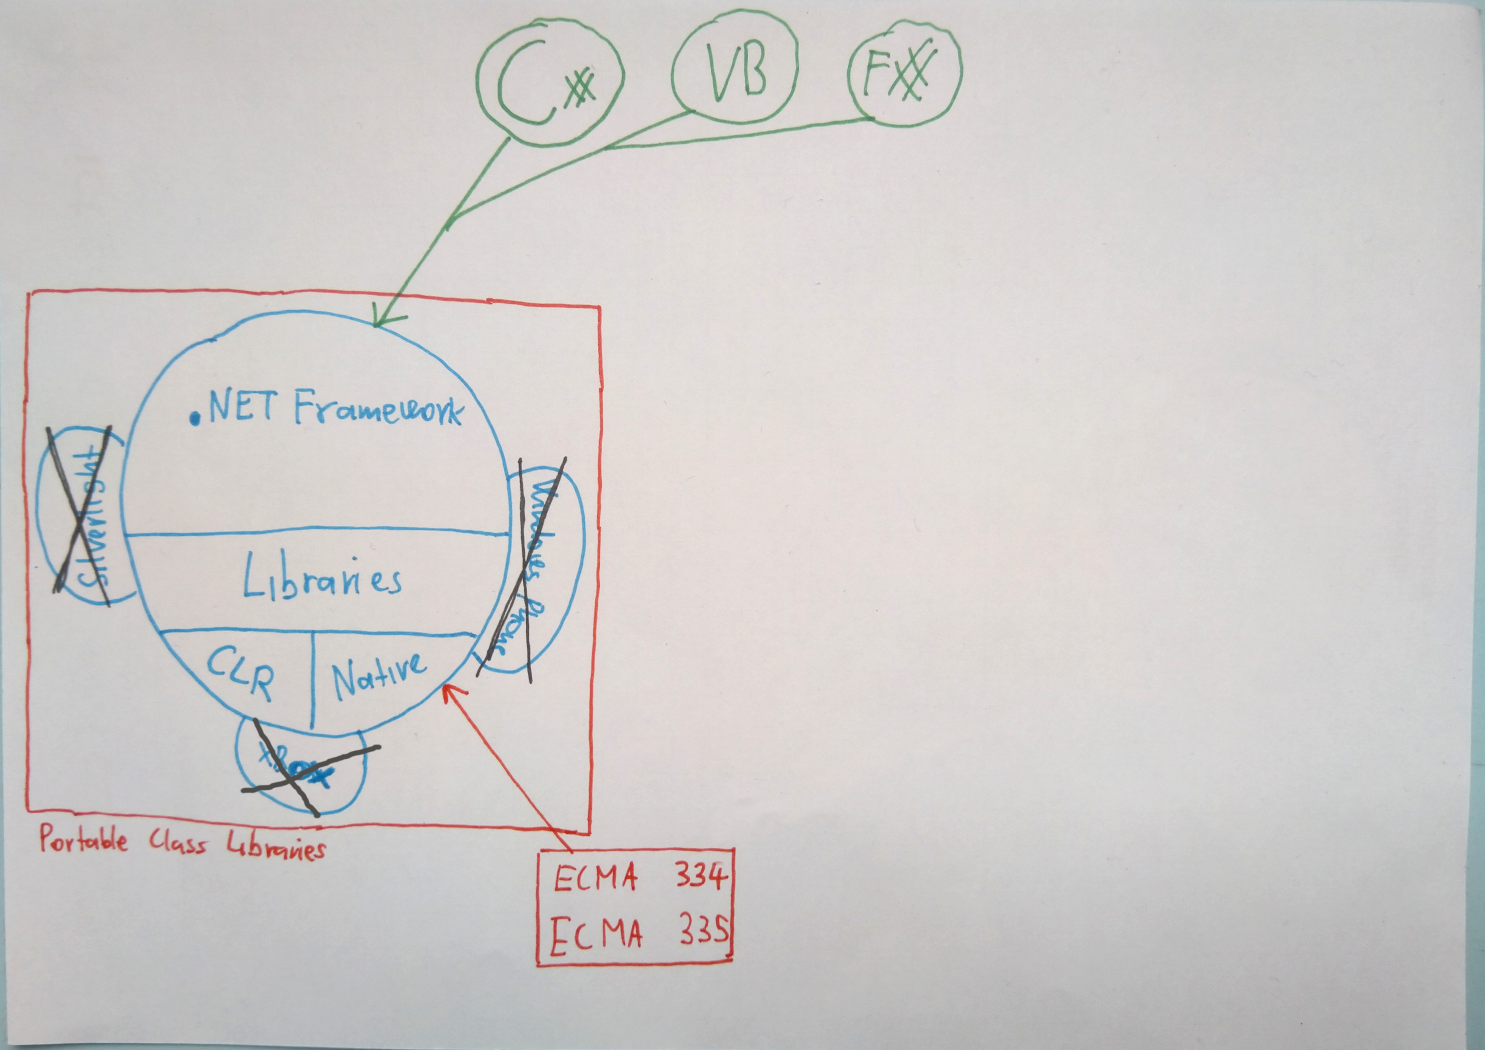 C#
VB
F#
.NET Framework
Silverlight
Windows Phone
Libraries
CLR
Native
XBOX
Portable Class Libraries
ECMA 334
ECMA 335